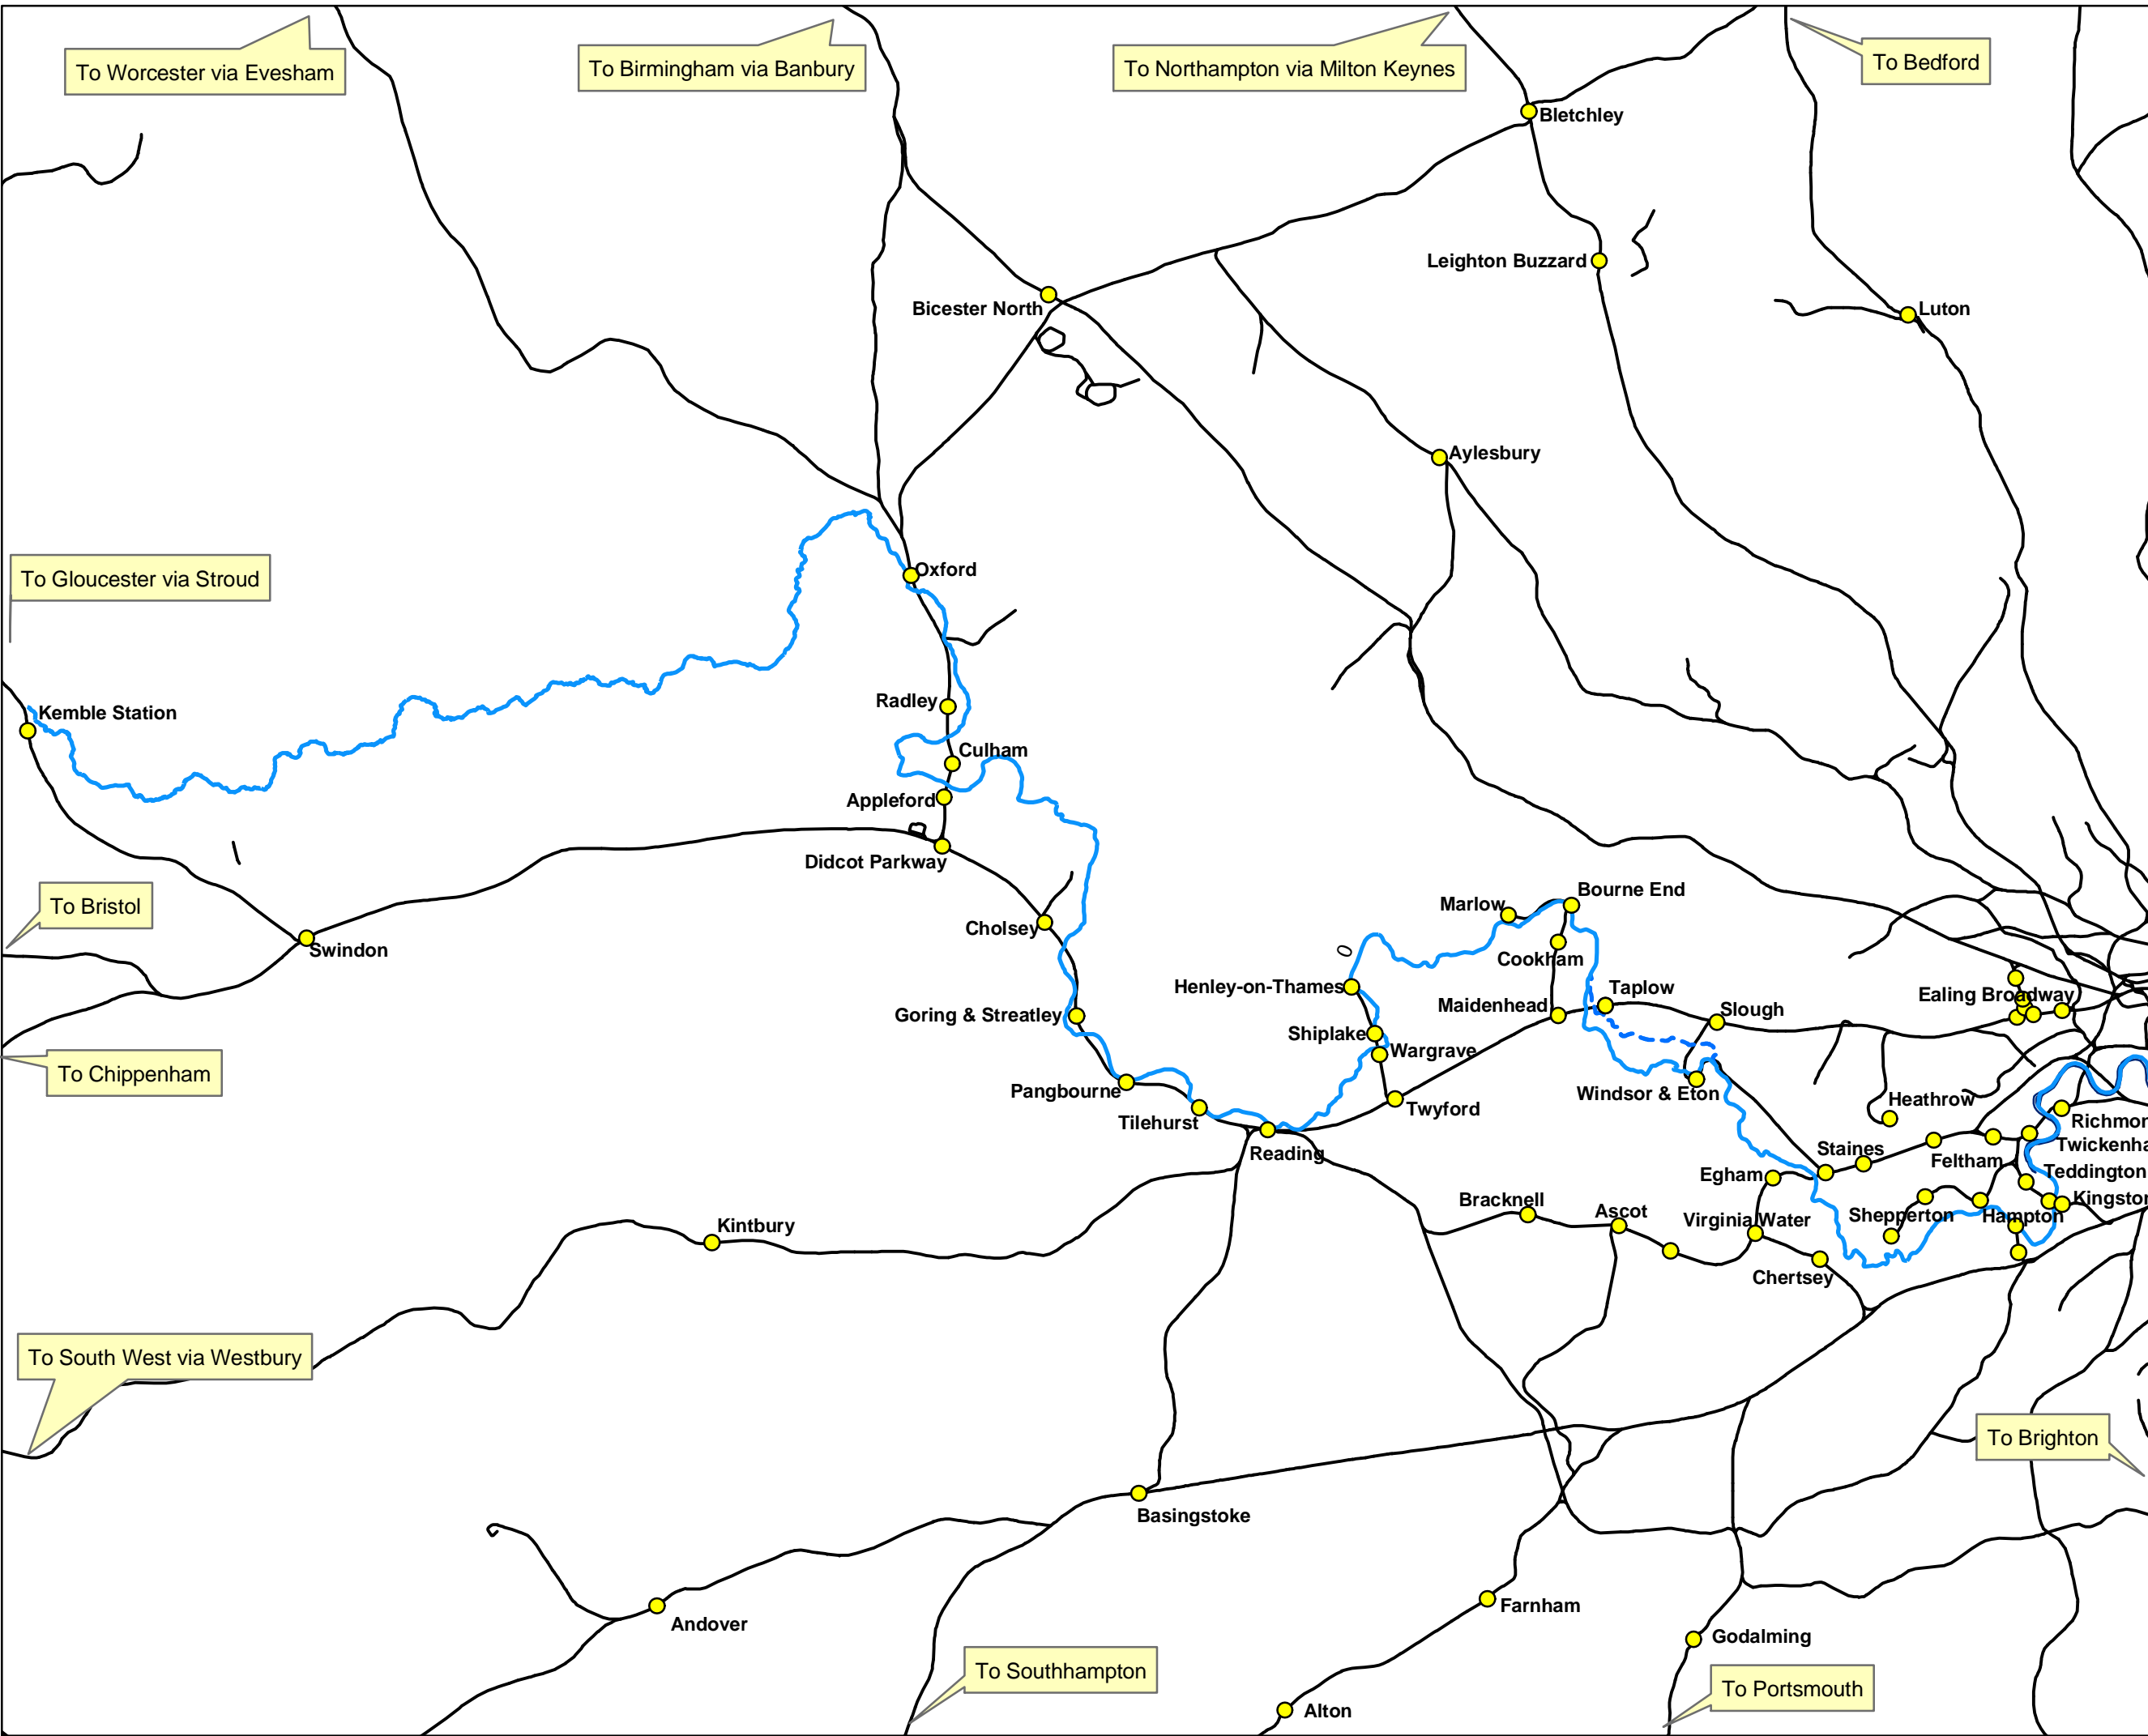 To Worcester via Evesham
To Birmingham via Banbury
To Northampton via Milton Keynes
To Bedford
Bletchley
Leighton Buzzard
Bicester North
Luton
Aylesbury
To Gloucester via Stroud
Oxford
Radley
Kemble Station
Culham
Appleford
Didcot Parkway
To Bristol
Swindon
Cholsey
Marlow
Bourne End
Cookham
Henley-on-Thames
Maidenhead
Taplow
Slough
Ealing Broadway
Goring & Streatley
Shiplake
Wargrave
To Chippenham
Pangbourne
Tilehurst
Twyford
Windsor & Eton
Heathrow
Reading
Richmon
Twickenha
Staines
Feltham
Teddington
Egham
Kingston
Bracknell
Ascot
Virginia Water
Shepperton
Hampton
Kintbury
Chertsey
To South West via Westbury
To Brighton
Basingstoke
Andover
Farnham
Godalming
To Southhampton
To Portsmouth
Alton